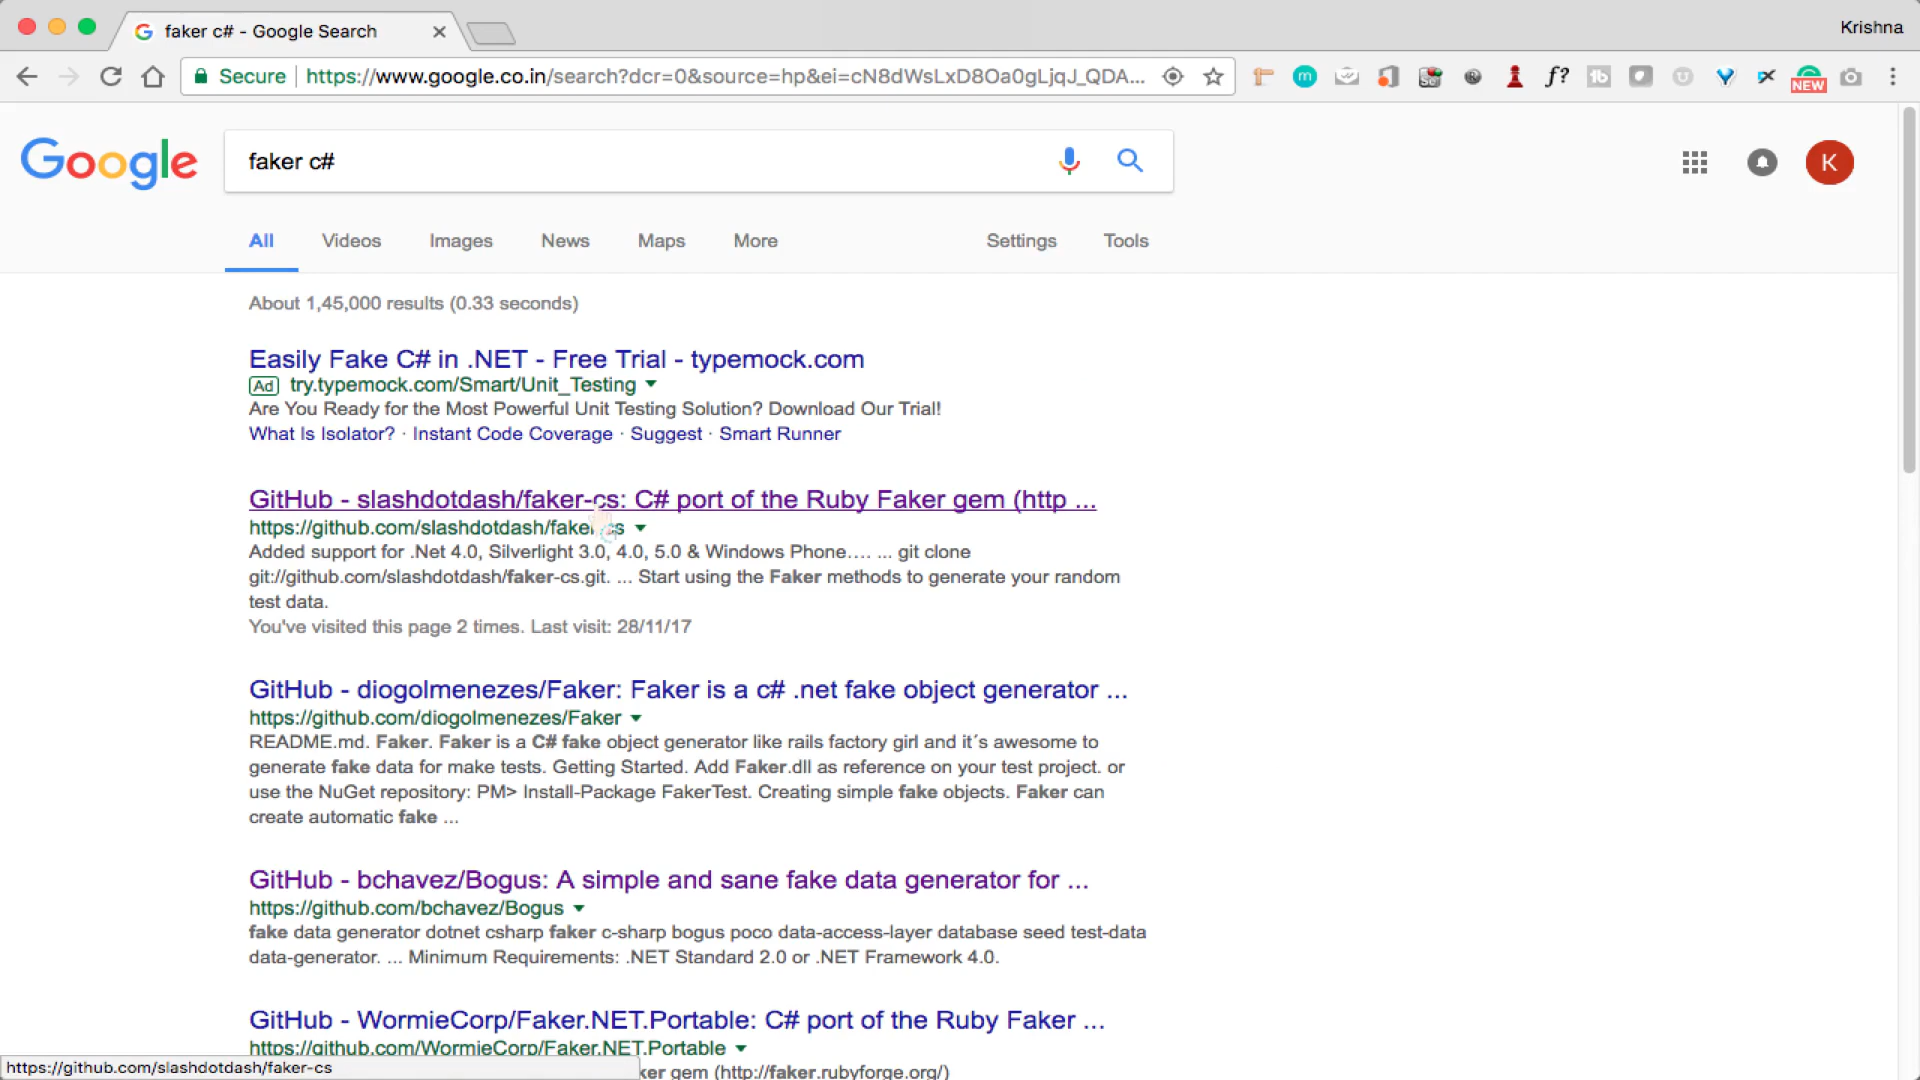 faker c# - Google Search
Krishna
Secure
https://www.google.co.in/search?dcr=0&source=hp&ei=cN8dWsLxD8Oa0gLjqJ_QDA...
m
f?
NEW
Google
faker c#
K
All
Videos
Images
News
Maps
More
Settings
Tools
About 1,45,000 results (0.33 seconds)
Easily Fake C# in .NET - Free Trial - typemock.com
Ad try.typemock.com/Smart/Unit_Testing
Are You Ready for the Most Powerful Unit Testing Solution? Download Our Trial!
What Is Isolator? · Instant Code Coverage · Suggest · Smart Runner
GitHub - slashdotdash/faker-cs: C# port of the Ruby Faker gem (http ...
https://github.com/slashdotdash/faker-cs
Added support for .Net 4.0, Silverlight 3.0, 4.0, 5.0 & Windows Phone…. ... git clone
git://github.com/slashdotdash/faker-cs.git. ... Start using the Faker methods to generate your random
test data.
You've visited this page 2 times. Last visit: 28/11/17
GitHub - diogolmenezes/Faker: Faker is a c# .net fake object generator ...
https://github.com/diogolmenezes/Faker
README.md. Faker. Faker is a C# fake object generator like rails factory girl and it´s awesome to
generate fake data for make tests. Getting Started. Add Faker.dll as reference on your test project. or
use the NuGet repository: PM> Install-Package FakerTest. Creating simple fake objects. Faker can
create automatic fake ...
GitHub - bchavez/Bogus: A simple and sane fake data generator for ...
https://github.com/bchavez/Bogus
fake data generator dotnet csharp faker c-sharp bogus poco data-access-layer database seed test-data
data-generator. ... Minimum Requirements: .NET Standard 2.0 or .NET Framework 4.0.
GitHub - WormieCorp/Faker.NET.Portable: C# port of the Ruby Faker ...
https://github.com/WormieCorp/Faker.NET.Portable
https://github.com/slashdotdash/faker-cs
ker gem (http://faker.rubyforge.org/)